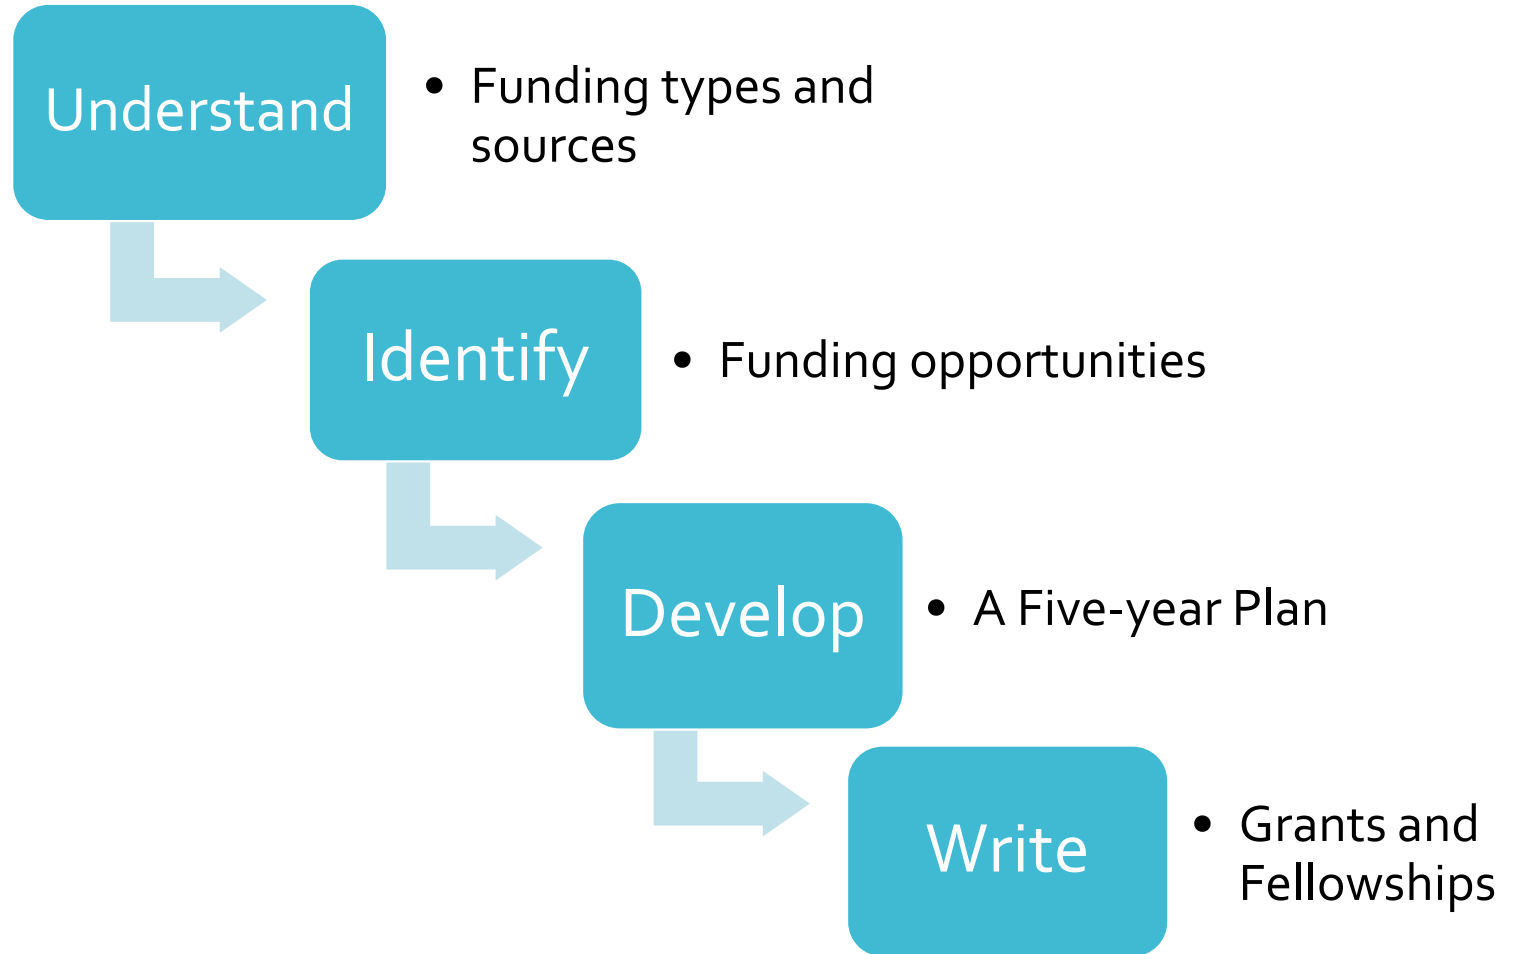 Understand
• Funding types and
sources
Identify
• Funding opportunities
Develop
• A Five-year Plan
Write
• Grants and
Fellowships